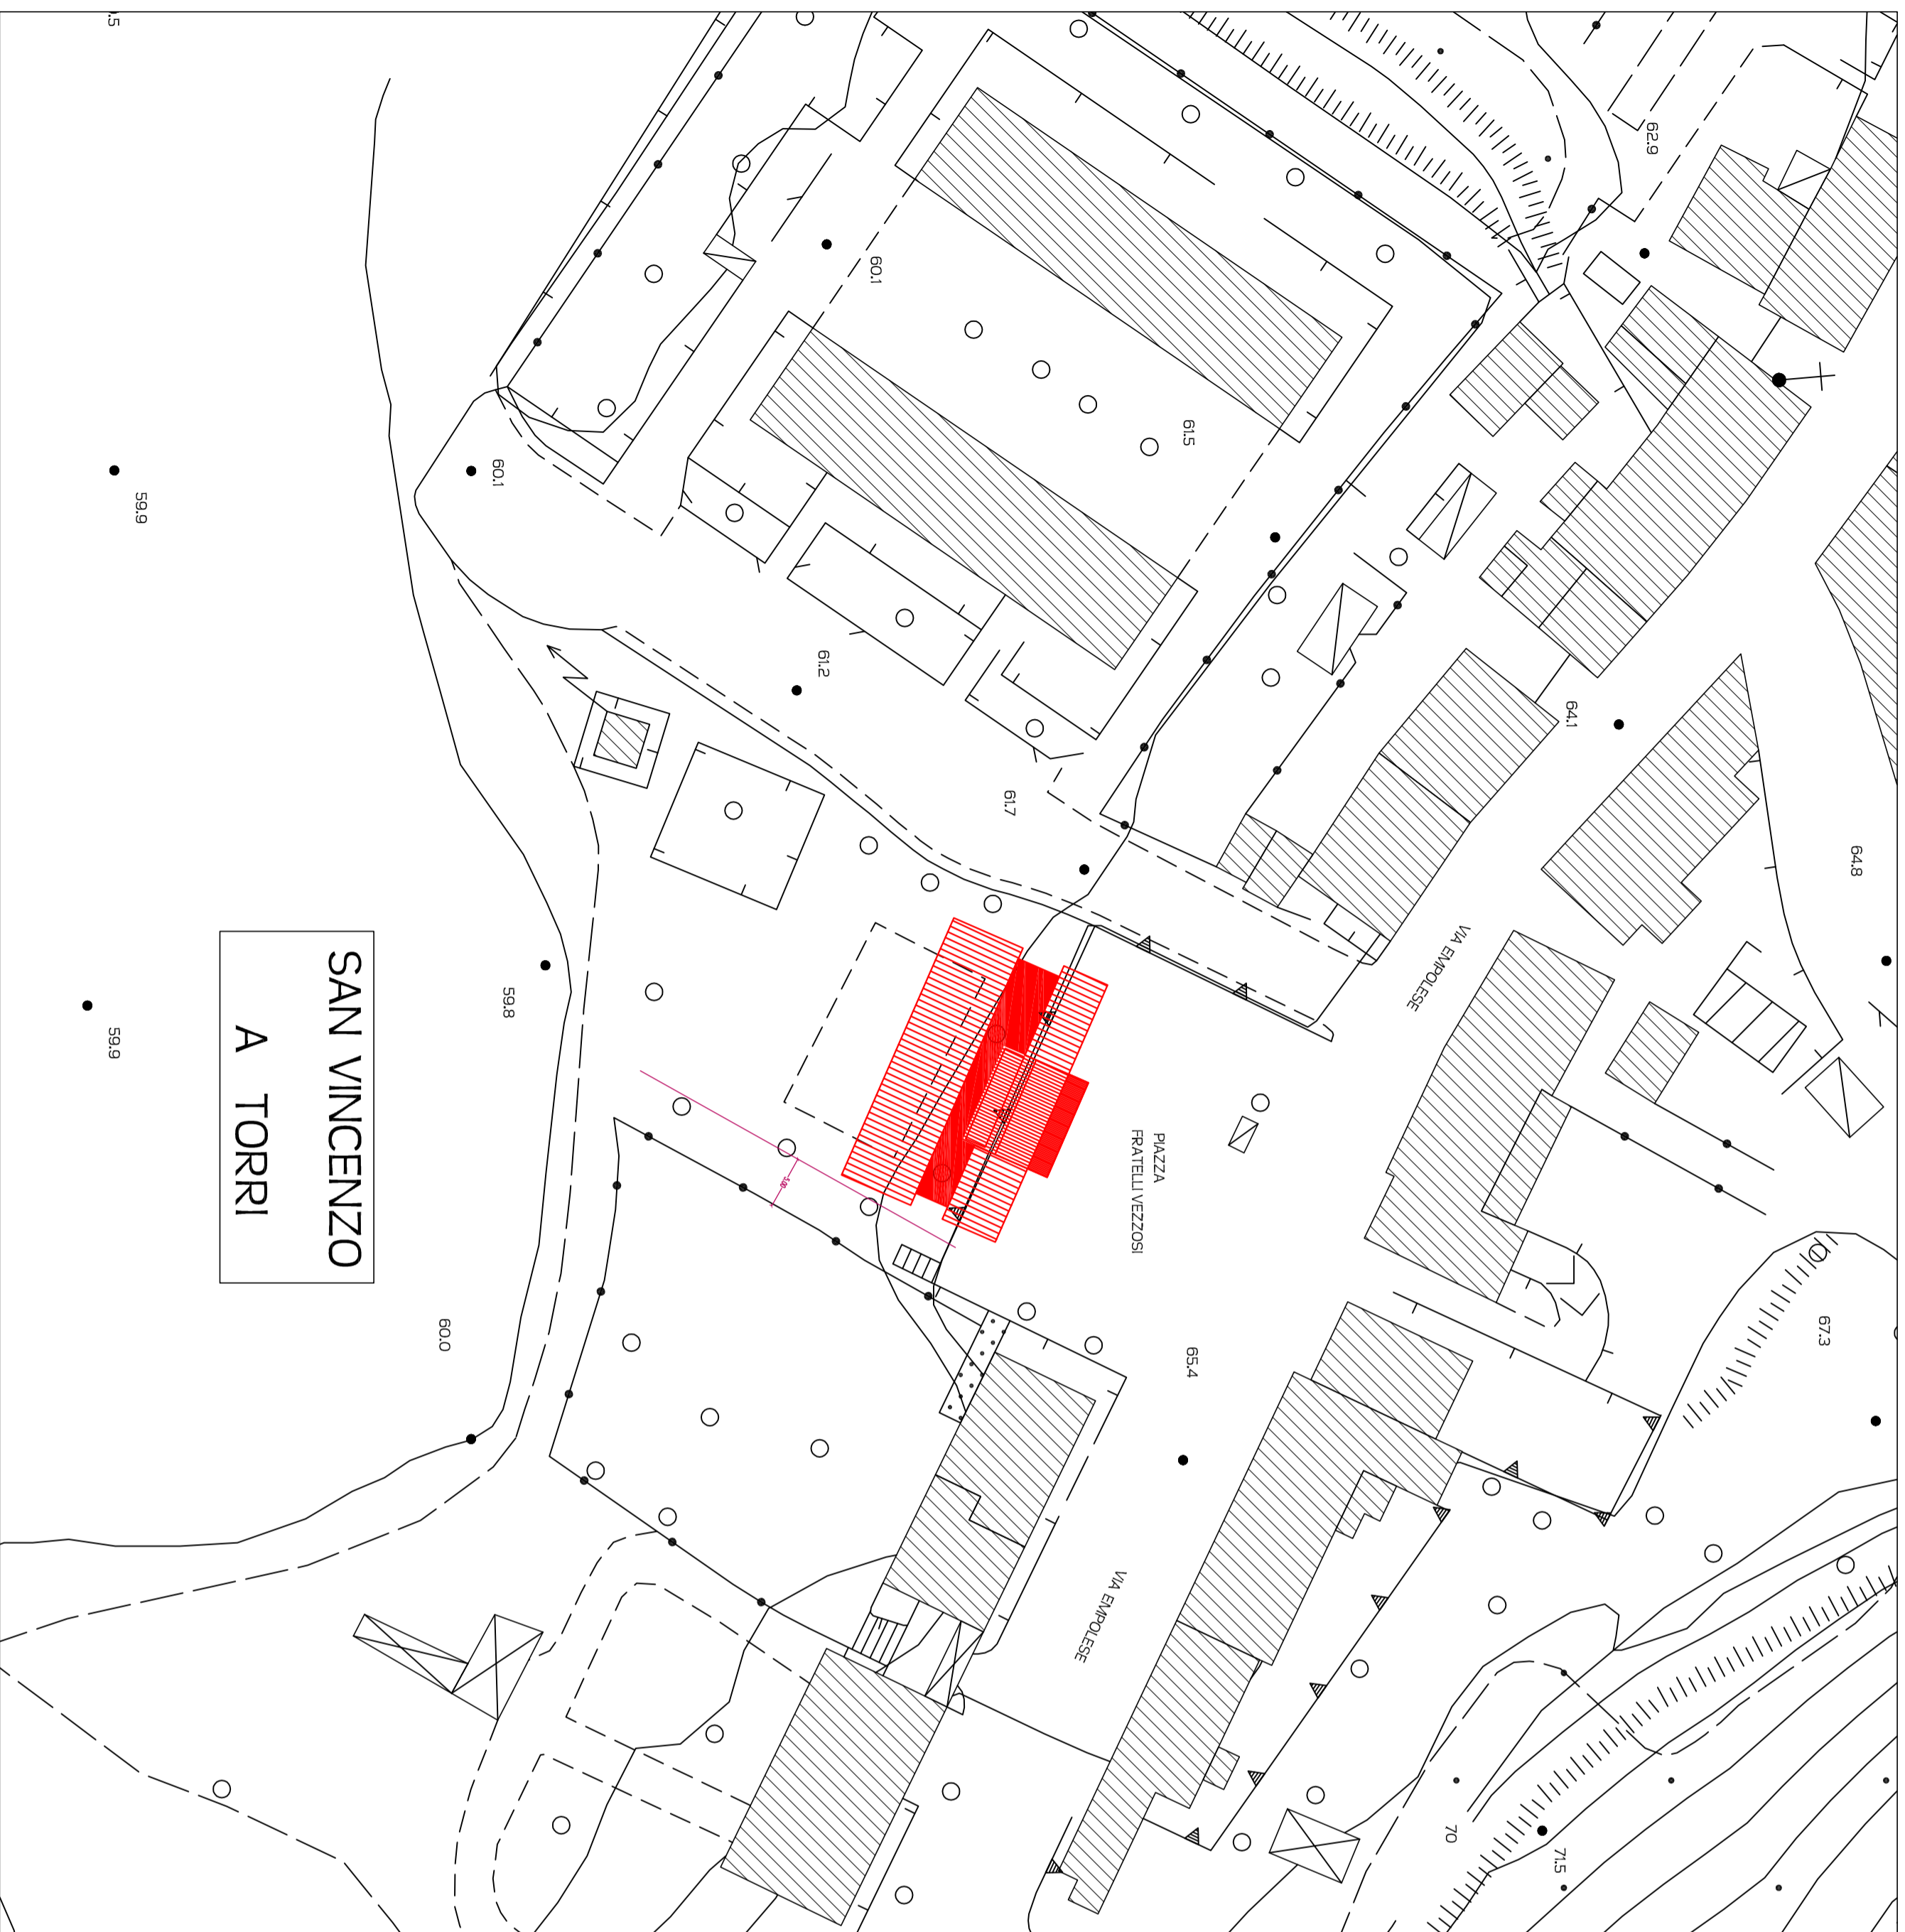 SAN VINCENZO
A TORRI
PIAZZA
FRATELLI VEZZOSI
VIA EMPOLESE
VIA EMPOLESE
62.9
60.1
61.5
60.1
59.9
61.2
64.1
61.7
64.8
59.8
59.9
60.0
65.4
67.3
70
71.5